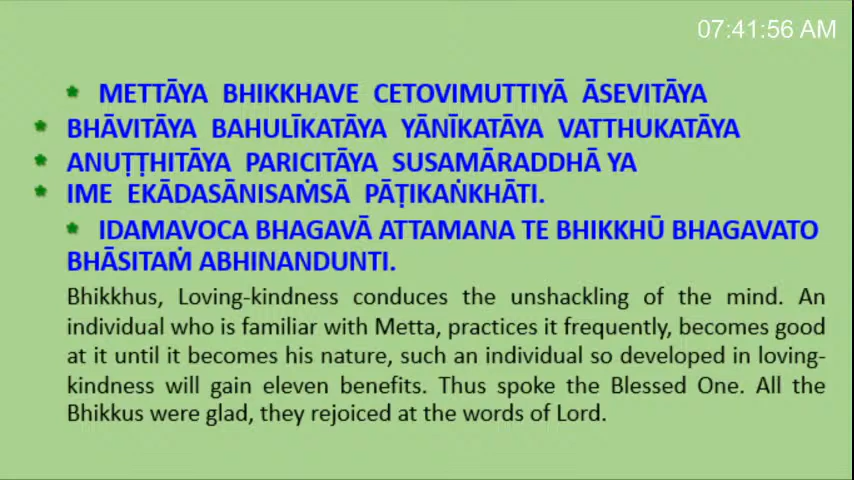 07:41:56 AM
METTĀYA BHIKKHAVE CETOVIMUTTIYĀ ĀSEVITĀYA
BHĀVITĀYA BAHULĪKATĀYA YĀNĪKATĀYA VATTHUKATĀYA
ANUṬṬHITĀYA PARICITĀYA SUSAMĀRADDHĀ YA
IME EKĀDASĀNISAṀSĀ PĀṬIKAṄKHĀTI.
IDAMAVOCA BHAGAVĀ ATTAMANA TE BHIKKHŪ BHAGAVATO
BHĀSITAṀ ABHINANDUNTI.
Bhikkhus, Loving-kindness conduces the unshackling of the mind. An
individual who is familiar with Metta, practices it frequently, becomes good
at it until it becomes his nature, such an individual so developed in loving-
kindness will gain eleven benefits. Thus spoke the Blessed One. All the
Bhikkus were glad, they rejoiced at the words of Lord.